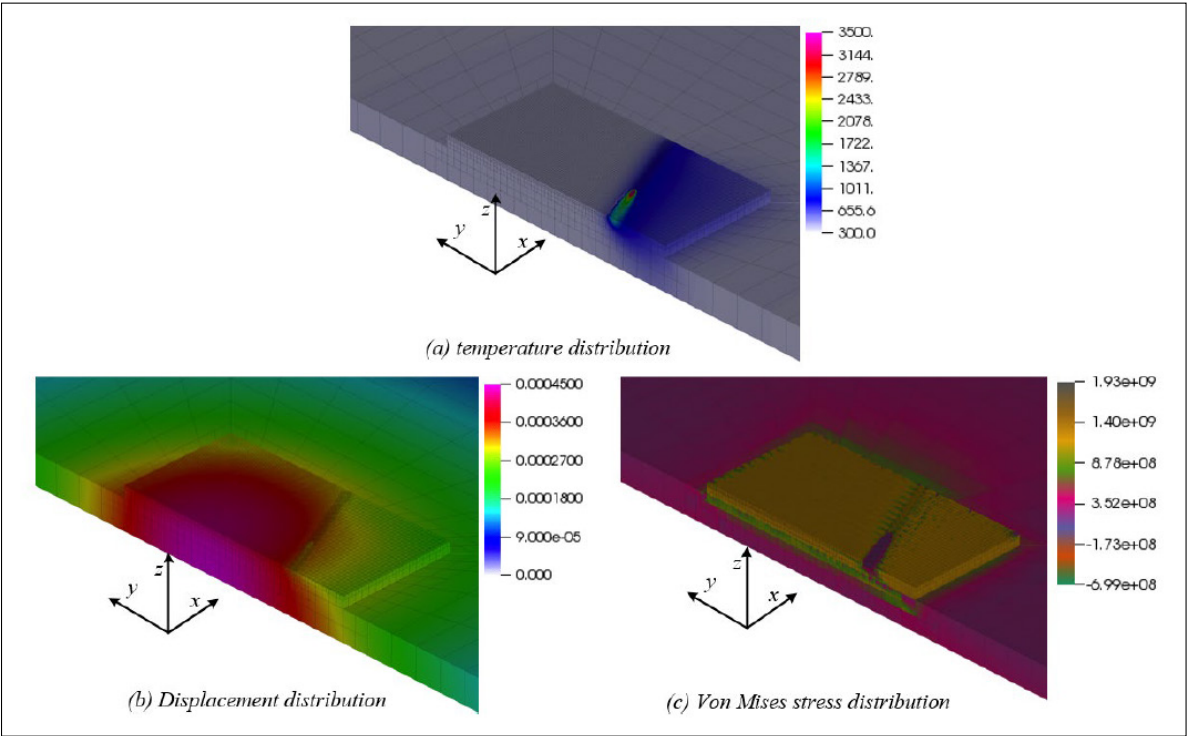 3500.
3144.
2789.
2433.
2078.
1722.
1367.
1011.
655.6
300.0
z
y
x
(a) temperature distribution
0.0004500
0.0003600
0.0002700
0.0001800
9.000e-05
0.000
z
y
x
(b) Displacement distribution
1.93e+09
1.40e+09
8.78e+08
3.52e+08
-1.73e+08
-6.99e+08
z
y
x
(c) Von Mises stress distribution